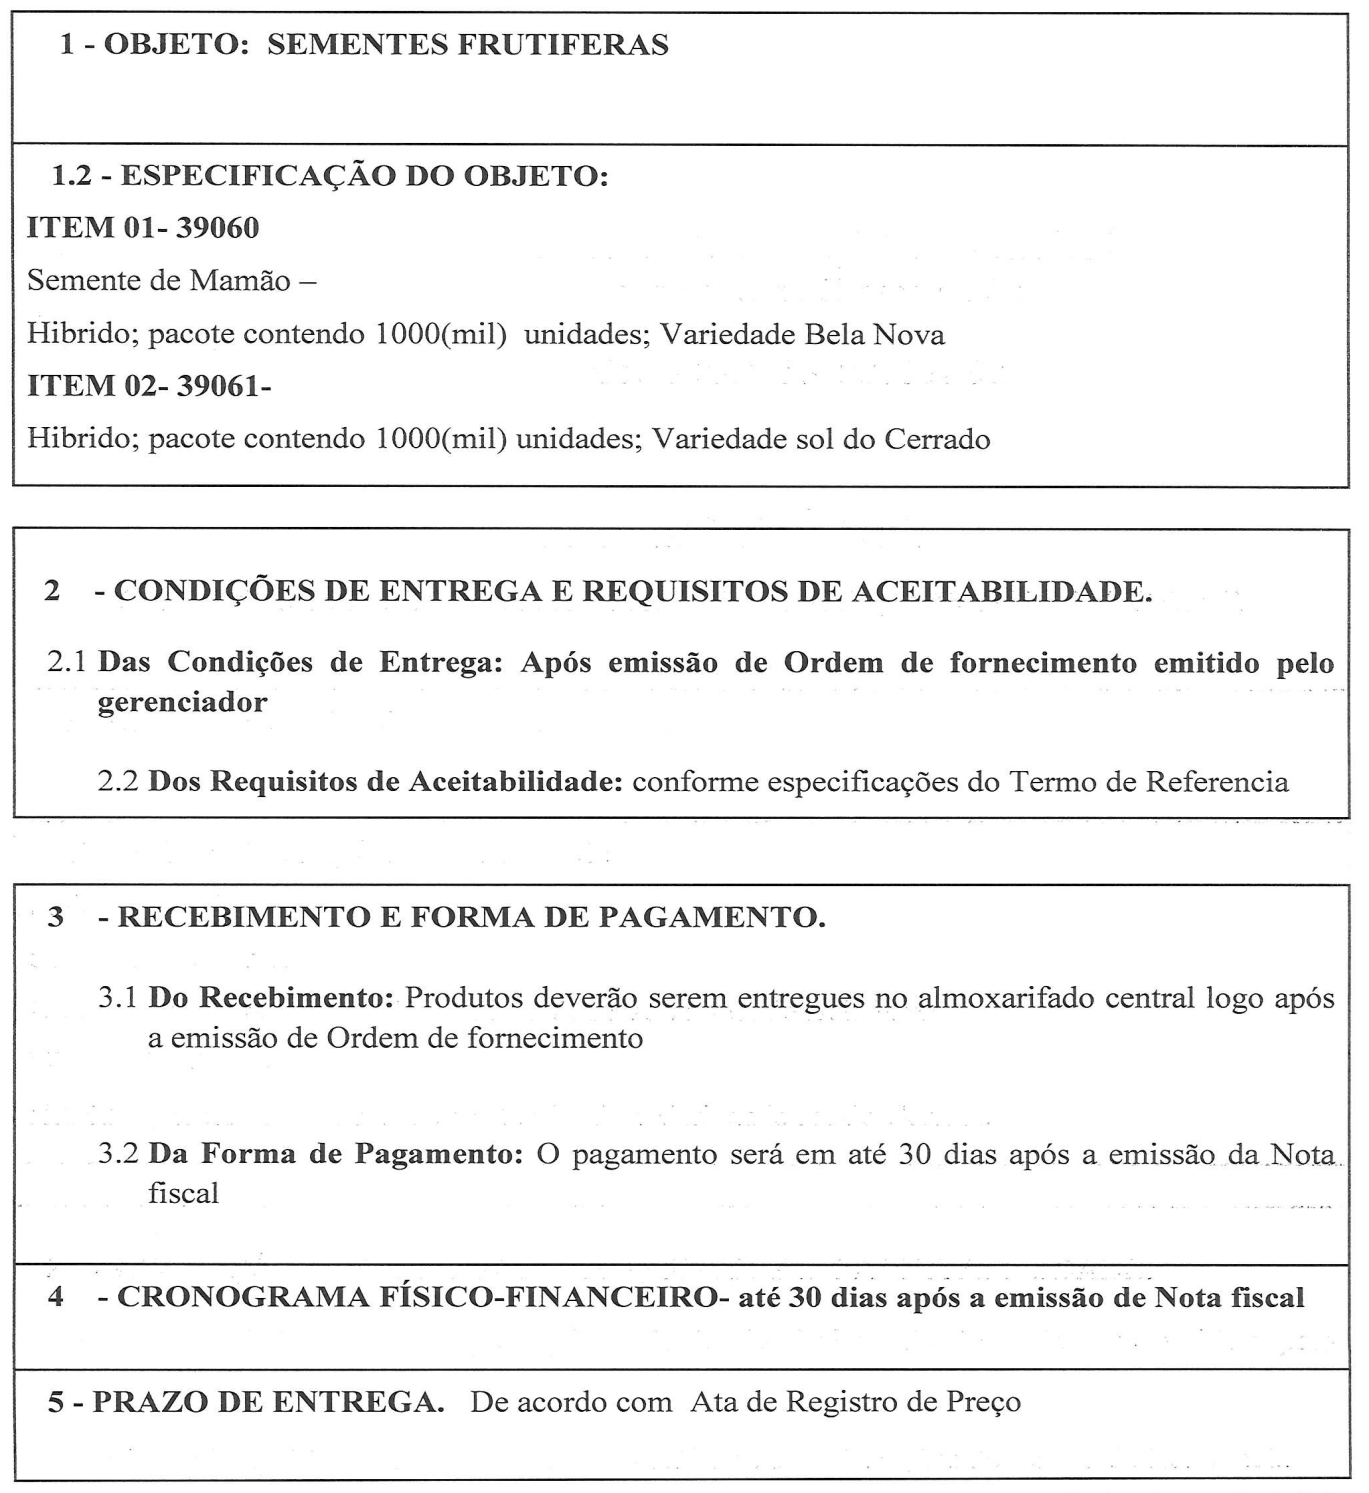 1 - OBJETO: SEMENTES FRUTIFERAS
1.2 - ESPECIFICAÇÃO DO OBJETO:
ITEM 01- 39060
Semente de Mamão –
Hibrido; pacote contendo 1000(mil) unidades; Variedade Bela Nova
ITEM 02- 39061-
Hibrido; pacote contendo 1000(mil) unidades; Variedade sol do Cerrado
2 - CONDIÇÕES DE ENTREGA E REQUISITOS DE ACEITABILIDADE.
2.1 Das Condições de Entrega: Após emissão de Ordem de fornecimento emitido pelo
gerenciador
2.2 Dos Requisitos de Aceitabilidade: conforme especificações do Termo de Referencia
3 - RECEBIMENTO E FORMA DE PAGAMENTO.
3.1 Do Recebimento: Produtos deverão serem entregues no almoxarifado central logo após
a emissão de Ordem de fornecimento
3.2 Da Forma de Pagamento: O pagamento será em até 30 dias após a emissão da Nota
fiscal
4 - CRONOGRAMA FÍSICO-FINANCEIRO- até 30 dias após a emissão de Nota fiscal
5 - PRAZO DE ENTREGA. De acordo com Ata de Registro de Preço